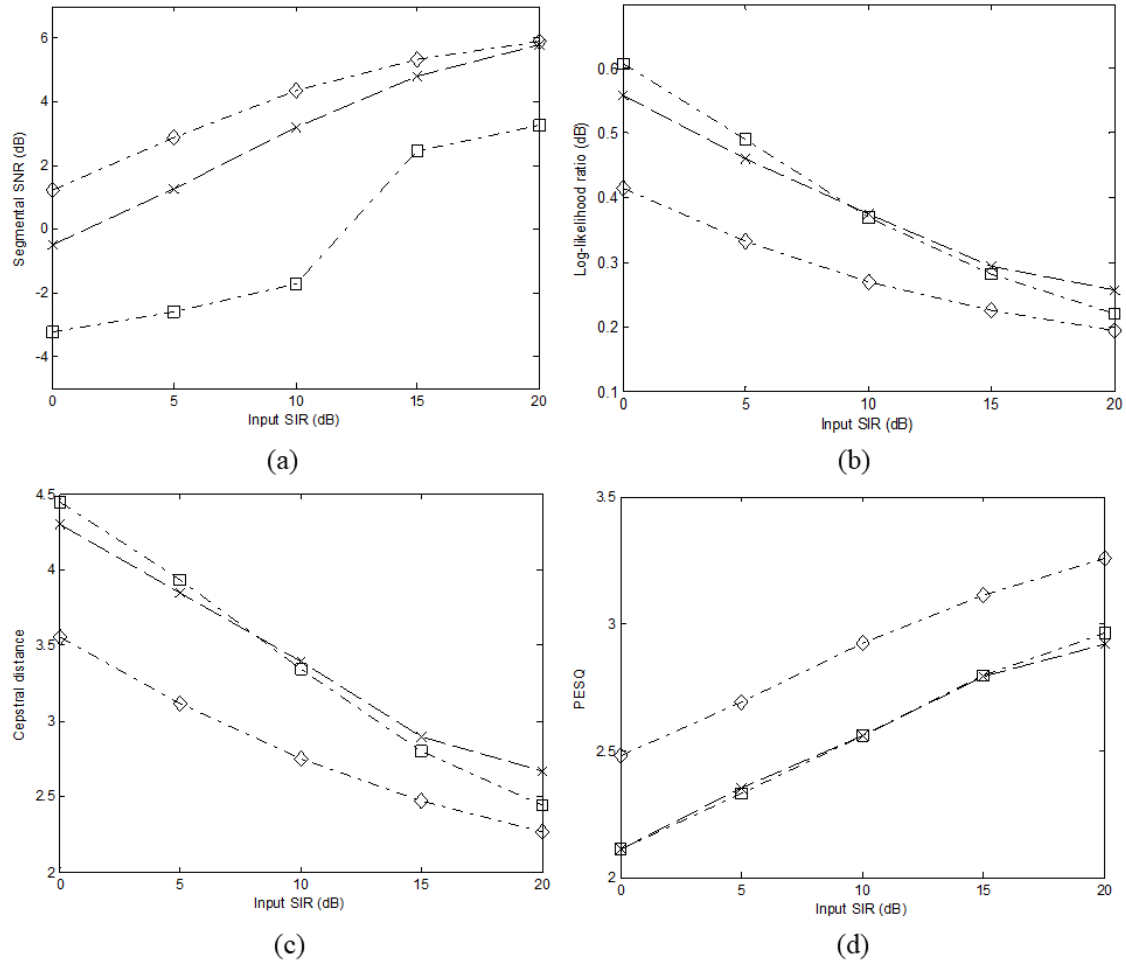 6
4
2
0
-2
-4
Segmental SNR (dB)
0 5 10 15 20
Input SIR (dB)
(a)
0.6
0.5
0.4
0.3
0.2
0.1
Log-likelihood ratio (dB)
0 5 10 15 20
Input SIR (dB)
(b)
4.5
4
3.5
3
2.5
2
Cepstral distance
0 5 10 15 20
Input SIR (dB)
(c)
3.5
3
2.5
2
PESQ
0 5 10 15 20
Input SIR (dB)
(d)